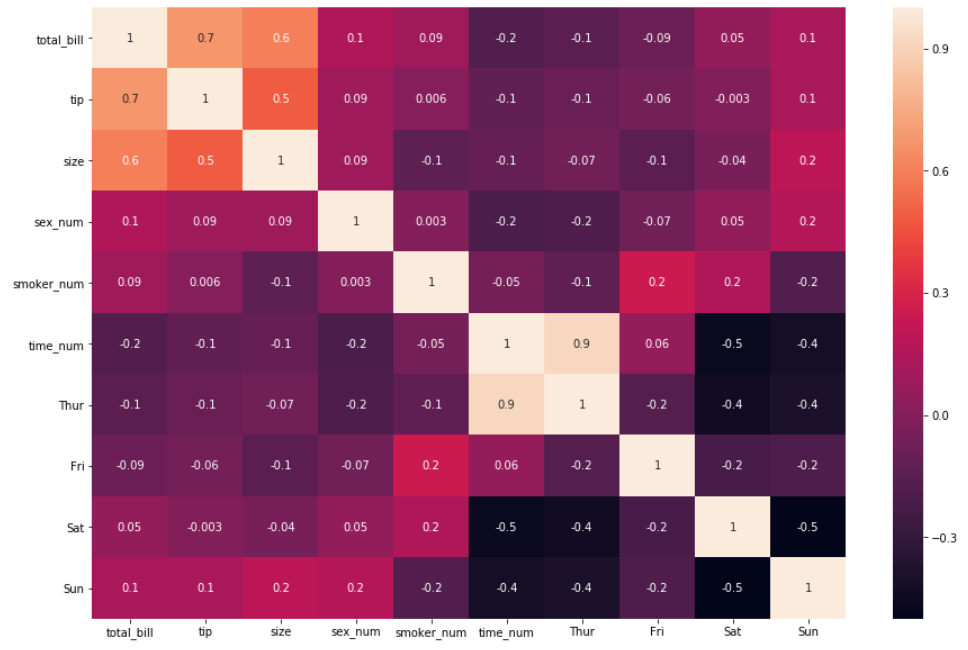 total_bill 1 0.7 0.6 0.1 0.09 -0.2 -0.1 -0.09 0.05 0.1
tip 0.7 1 0.5 0.09 0.006 -0.1 -0.1 -0.06 -0.003 0.1
size 0.6 0.5 1 0.09 -0.1 -0.1 -0.07 -0.1 -0.04 0.2
sex_num 0.1 0.09 0.09 1 0.003 -0.2 -0.2 -0.07 0.05 0.2
smoker_num 0.09 0.006 -0.1 0.003 1 -0.05 -0.1 0.2 0.2 -0.2
time_num -0.2 -0.1 -0.1 -0.2 -0.05 1 0.9 0.06 -0.5 -0.4
Thur -0.1 -0.1 -0.07 -0.2 -0.1 0.9 1 -0.2 -0.4 -0.4
Fri -0.09 -0.06 -0.1 -0.07 0.2 0.06 -0.2 1 -0.2 -0.2
Sat 0.05 -0.003 -0.04 0.05 0.2 -0.5 -0.4 -0.2 1 -0.5
Sun 0.1 0.1 0.2 0.2 -0.2 -0.4 -0.4 -0.2 -0.5 1
total_bill tip size sex_num smoker_num time_num Thur Fri Sat Sun
0.9
0.6
0.3
0.0
−0.3